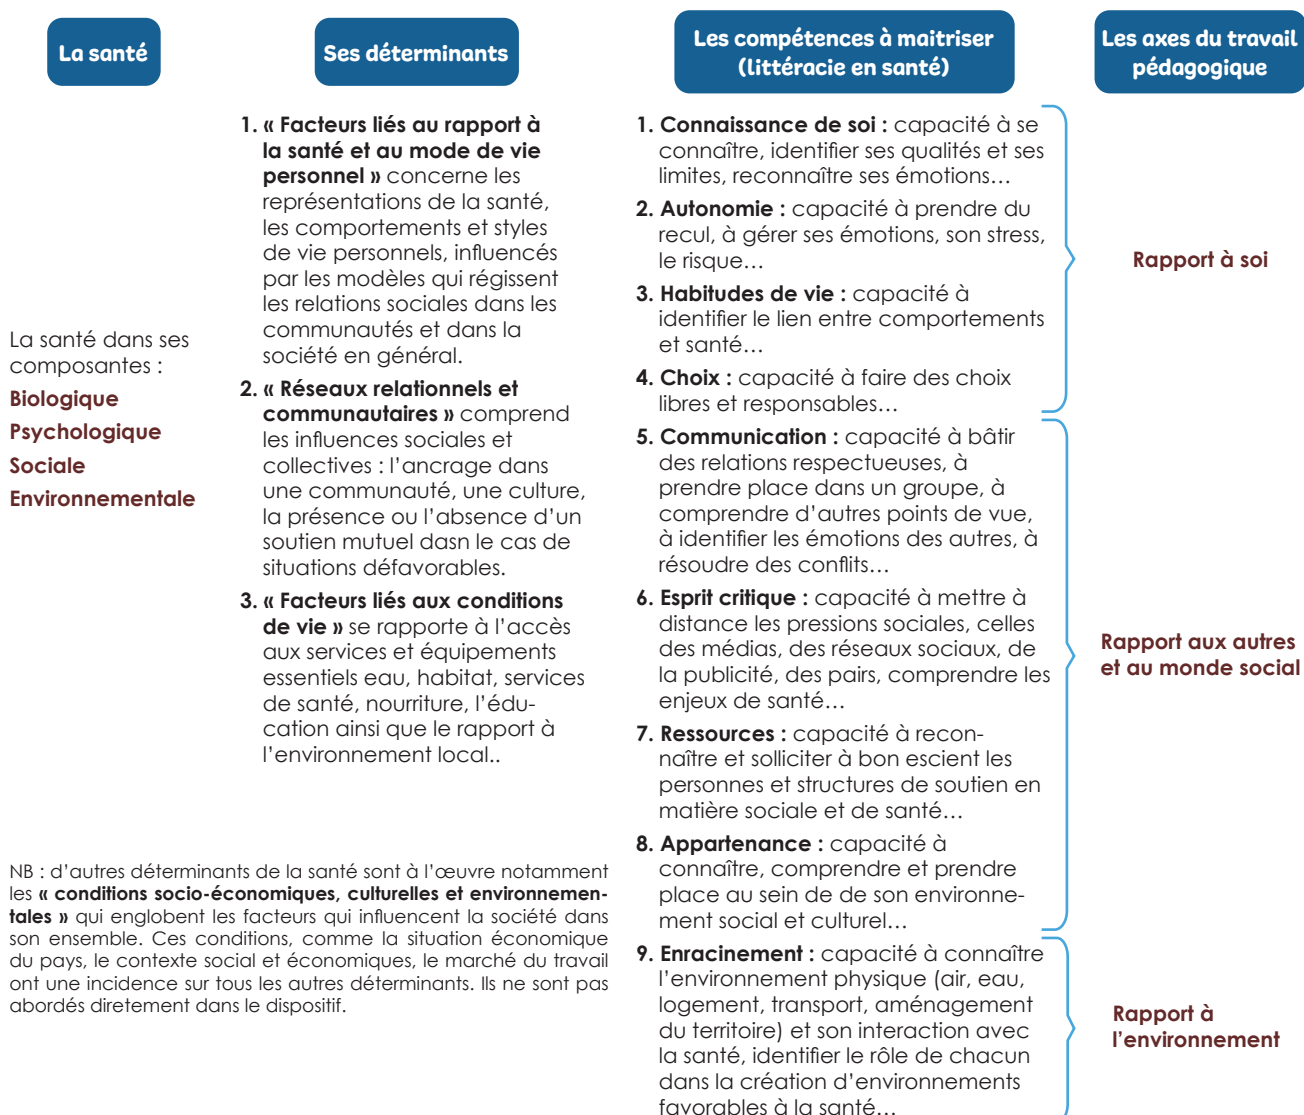 La santé
Ses déterminants
Les compétences à maitriser
(littéracie en santé)
Les axes du travail
pédagogique
La santé dans ses
composantes :
Biologique
Psychologique
Sociale
Environnementale
1. « Facteurs liés au rapport à
la santé et au mode de vie
personnel » concerne les
représentations de la santé,
les comportements et styles
de vie personnels, influencés
par les modèles qui régissent
les relations sociales dans les
communautés et dans la
société en général.
2. « Réseaux relationnels et
communautaires » comprend
les influences sociales et
collectives : l’ancrage dans
une communauté, une culture,
la présence ou l’absence d’un
soutien mutuel dasn le cas de
situations défavorables.
3. « Facteurs liés aux conditions
de vie » se rapporte à l’accès
aux services et équipements
essentiels eau, habitat, services
de santé, nourriture, l’édu-
cation ainsi que le rapport à
l’environnement local..
NB : d’autres déterminants de la santé sont à l’œuvre notamment
les « conditions socio-économiques, culturelles et environnemen-
tales » qui englobent les facteurs qui influencent la société dans
son ensemble. Ces conditions, comme la situation économique
du pays, le contexte social et économiques, le marché du travail
ont une incidence sur tous les autres déterminants. Ils ne sont pas
abordés diretement dans le dispositif.
1. Connaissance de soi : capacité à se
connaître, identifier ses qualités et ses
limites, reconnaître ses émotions…
2. Autonomie : capacité à prendre du
recul, à gérer ses émotions, son stress,
le risque…
3. Habitudes de vie : capacité à
identifier le lien entre comportements
et santé…
4. Choix : capacité à faire des choix
libres et responsables…
5. Communication : capacité à bâtir
des relations respectueuses, à
prendre place dans un groupe, à
comprendre d’autres points de vue,
à identifier les émotions des autres, à
résoudre des conflits…
6. Esprit critique : capacité à mettre à
distance les pressions sociales, celles
des médias, des réseaux sociaux, de
la publicité, des pairs, comprendre les
enjeux de santé…
7. Ressources : capacité à recon-
naître et solliciter à bon escient les
personnes et structures de soutien en
matière sociale et de santé…
8. Appartenance : capacité à
connaître, comprendre et prendre
place au sein de de son environne-
ment social et culturel…
9. Enracinement : capacité à connaître
l’environnement physique (air, eau,
logement, transport, aménagement
du territoire) et son interaction avec
la santé, identifier le rôle de chacun
dans la création d’environnements
favorables à la santé…
Rapport à soi
Rapport aux autres
et au monde social
Rapport à
l’environnement